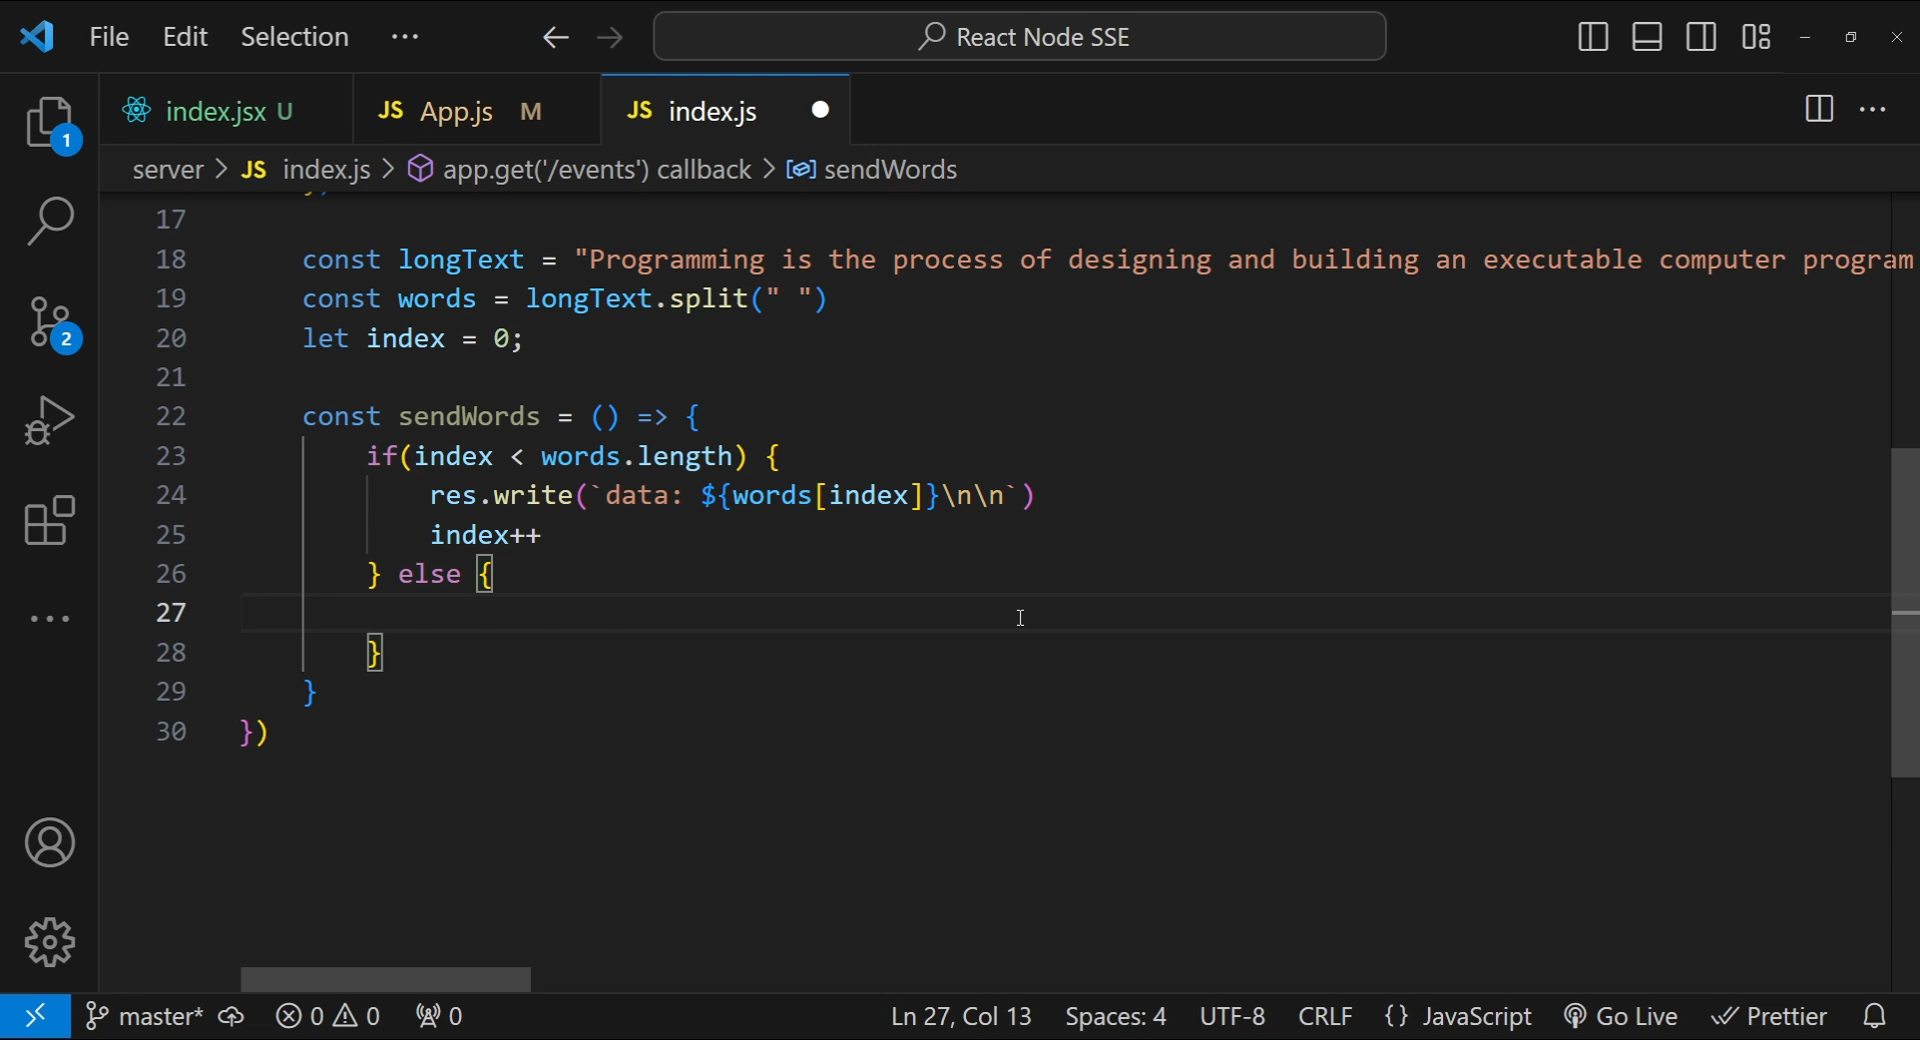 File Edit Selection ··· React Node SSE
index.jsx U JS App.js M JS index.js
server > JS index.js > app.get('/events') callback > sendWords
17
18 const longText = "Programming is the process of designing and building an executable computer program
19 const words = longText.split(" ")
20 let index = 0;
21
22 const sendWords = () => {
23 if(index < words.length) {
24 res.write(`data: ${words[index]}\n\n`)
25 index++
26 } else {
27
28 }
29 }
30 })
1
2
master* 0 0 0 Ln 27, Col 13 Spaces: 4 UTF-8 CRLF {} JavaScript Go Live Prettier